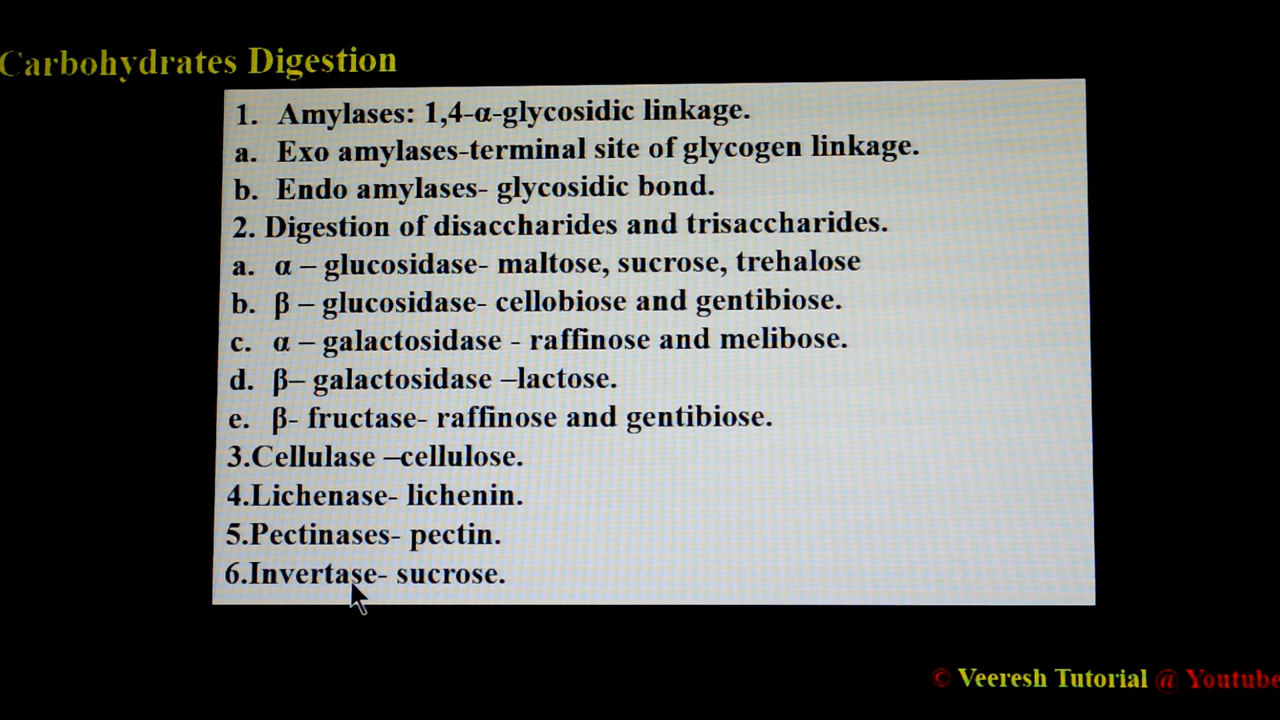 Carbohydrates Digestion
1. Amylases: 1,4-α-glycosidic linkage.
a. Exo amylases-terminal site of glycogen linkage.
b. Endo amylases- glycosidic bond.
2. Digestion of disaccharides and trisaccharides.
a. α – glucosidase- maltose, sucrose, trehalose
b. β – glucosidase- cellobiose and gentibiose.
c. α – galactosidase - raffinose and melibose.
d. β– galactosidase –lactose.
e. β- fructase- raffinose and gentibiose.
3.Cellulase –cellulose.
4.Lichenase- lichenin.
5.Pectinases- pectin.
6.Invertase- sucrose.
© Veeresh Tutorial @ Youtube